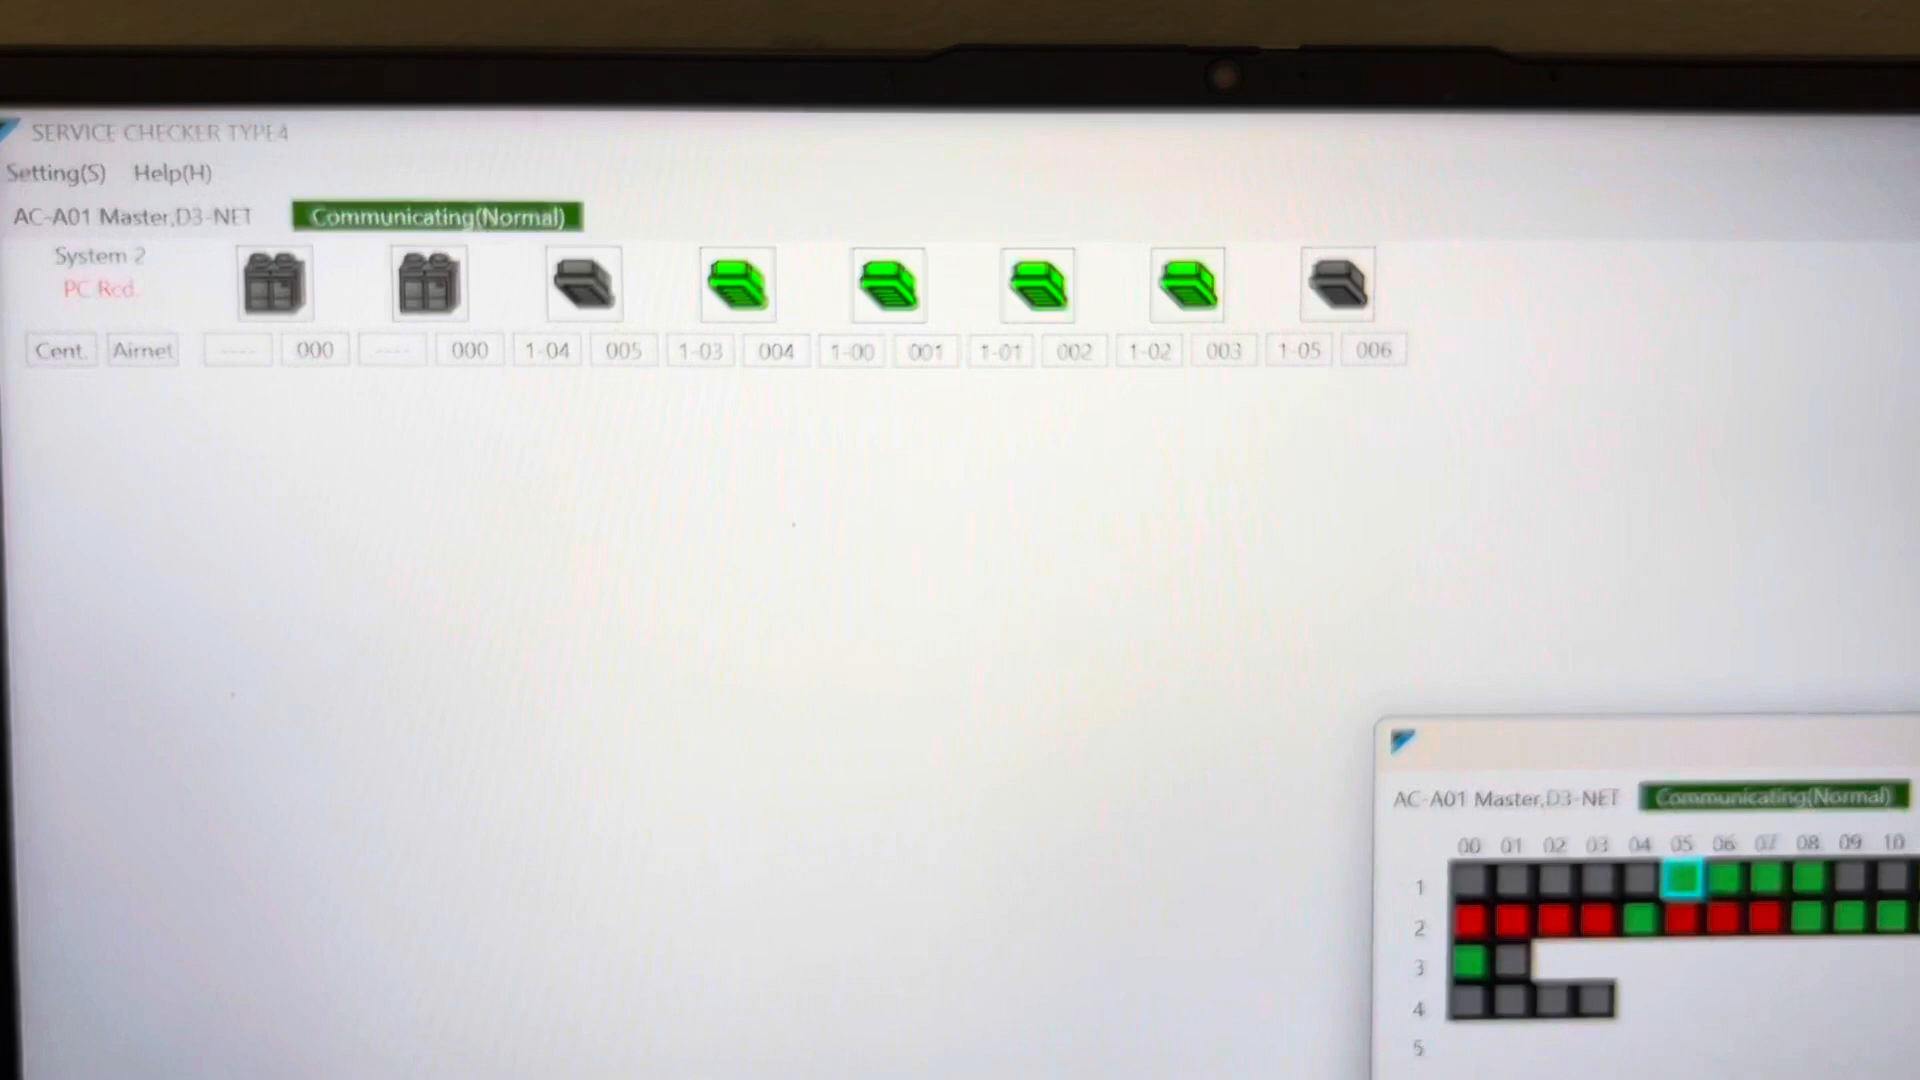 SERVICE CHECKER TYPE4
Setting(S) Help(H)
AC-A01 Master,D3-NET Communicating(Normal)
System 2
PC Rcd.
Cent. Airnet ---- 000 ---- 000 1-04 005 1-03 004 1-00 001 1-01 002 1-02 003 1-05 006
AC-A01 Master,D3-NET Communicating(Normal)
00 01 02 03 04 05 06 07 08 09 10
1
2
3
4
5